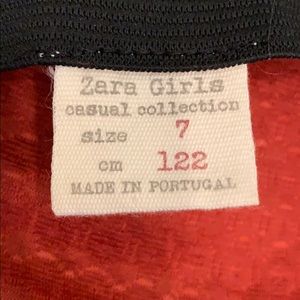 Zara Girls
casual collection
size 7
cm 122
MADE IN PORTUGAL